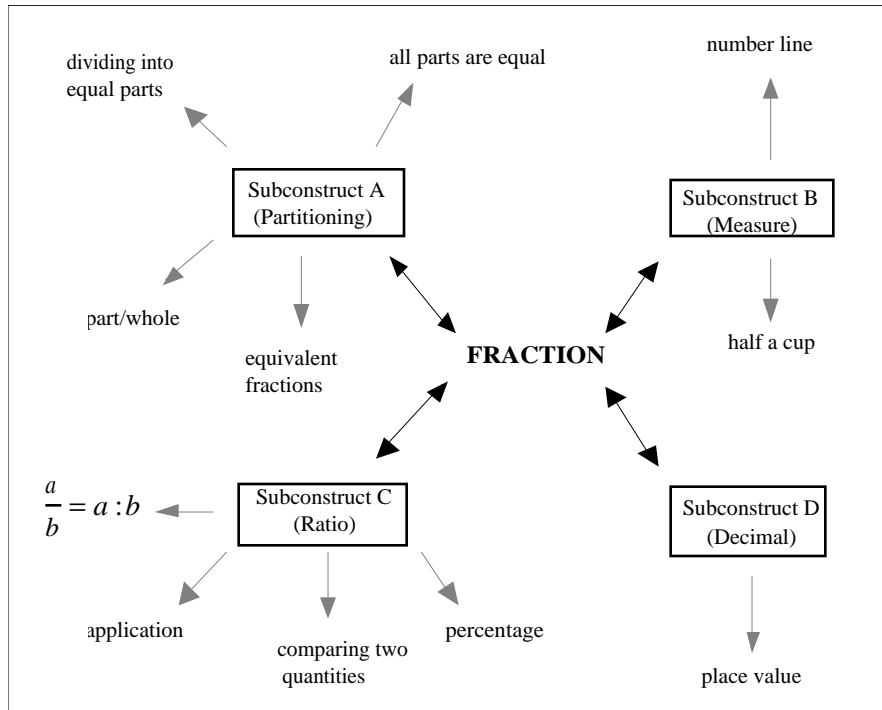 dividing into
equal parts
all parts are equal
number line
Subconstruct A
(Partitioning)
Subconstruct B
(Measure)
part/whole
equivalent
fractions
FRACTION
half a cup
a/b = a : b
Subconstruct C
(Ratio)
Subconstruct D
(Decimal)
application
comparing two
quantities
percentage
place value